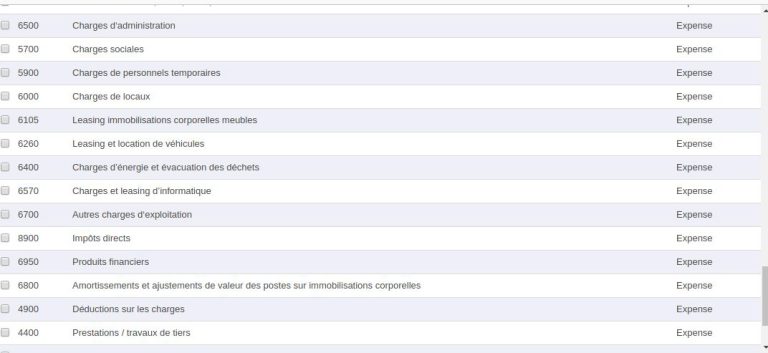 6500 Charges d'administration Expense
5700 Charges sociales Expense
5900 Charges de personnels temporaires Expense
6000 Charges de locaux Expense
6105 Leasing immobilisations corporelles meubles Expense
6260 Leasing et location de véhicules Expense
6400 Charges d'énergie et évacuation des déchets Expense
6570 Charges et leasing d'informatique Expense
6700 Autres charges d'exploitation Expense
8900 Impôts directs Expense
6950 Produits financiers Expense
6800 Amortissements et ajustements de valeur des postes sur immobilisations corporelles Expense
4900 Déductions sur les charges Expense
4400 Prestations / travaux de tiers Expense